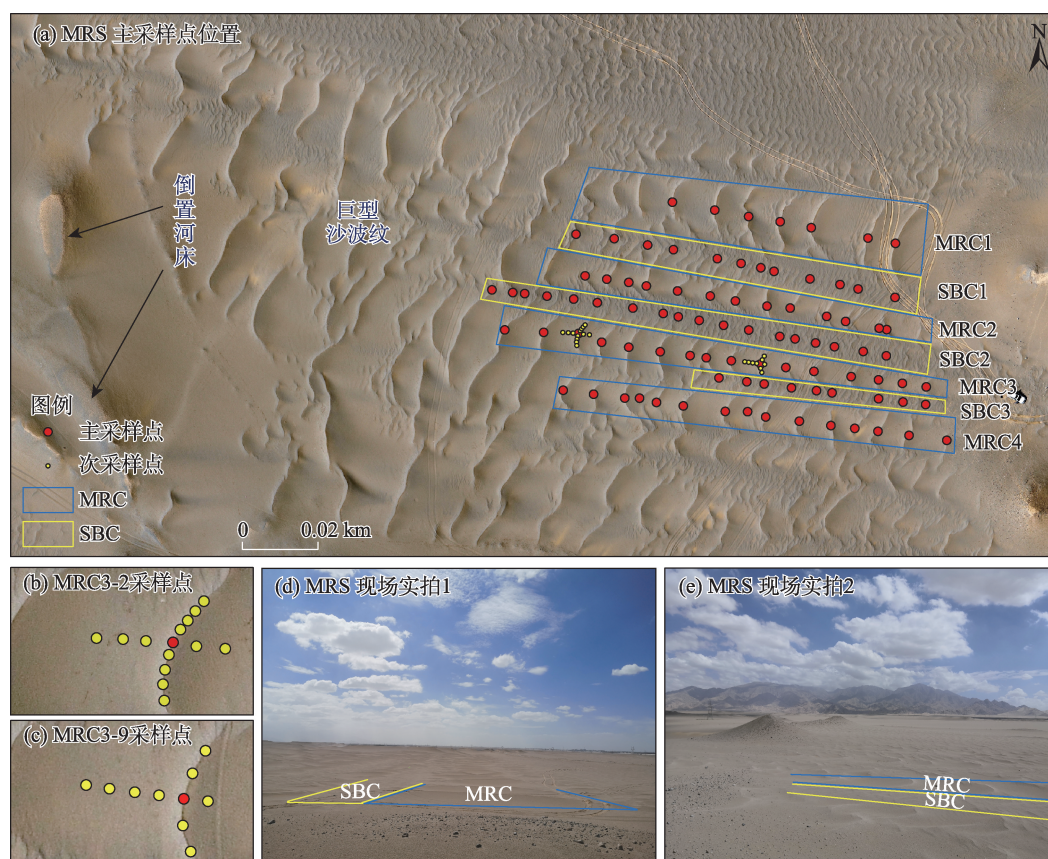 (a) MRS 主采样点位置
N
倒置河床
巨型
沙波纹
MRC1
SBC1
MRC2
SBC2
MRC3
SBC3
MRC4
图例
主采样点
次采样点
MRC
SBC
0 0.02 km
(b) MRC3-2采样点
(c) MRC3-9采样点
(d) MRS 现场实拍1
SBC
MRC
(e) MRS 现场实拍2
MRC
SBC